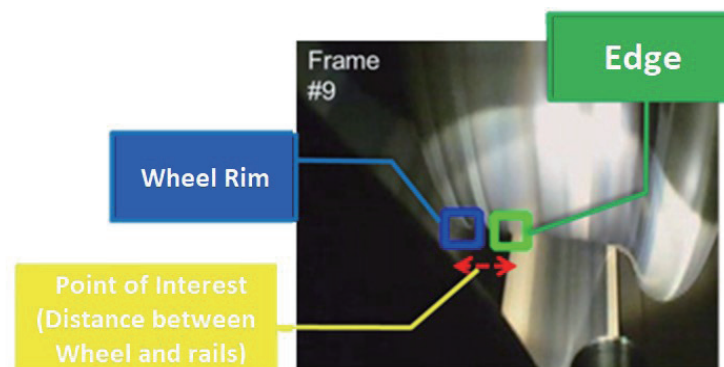 Frame
#9
Edge
Wheel Rim
Point of Interest
(Distance between
Wheel and rails)